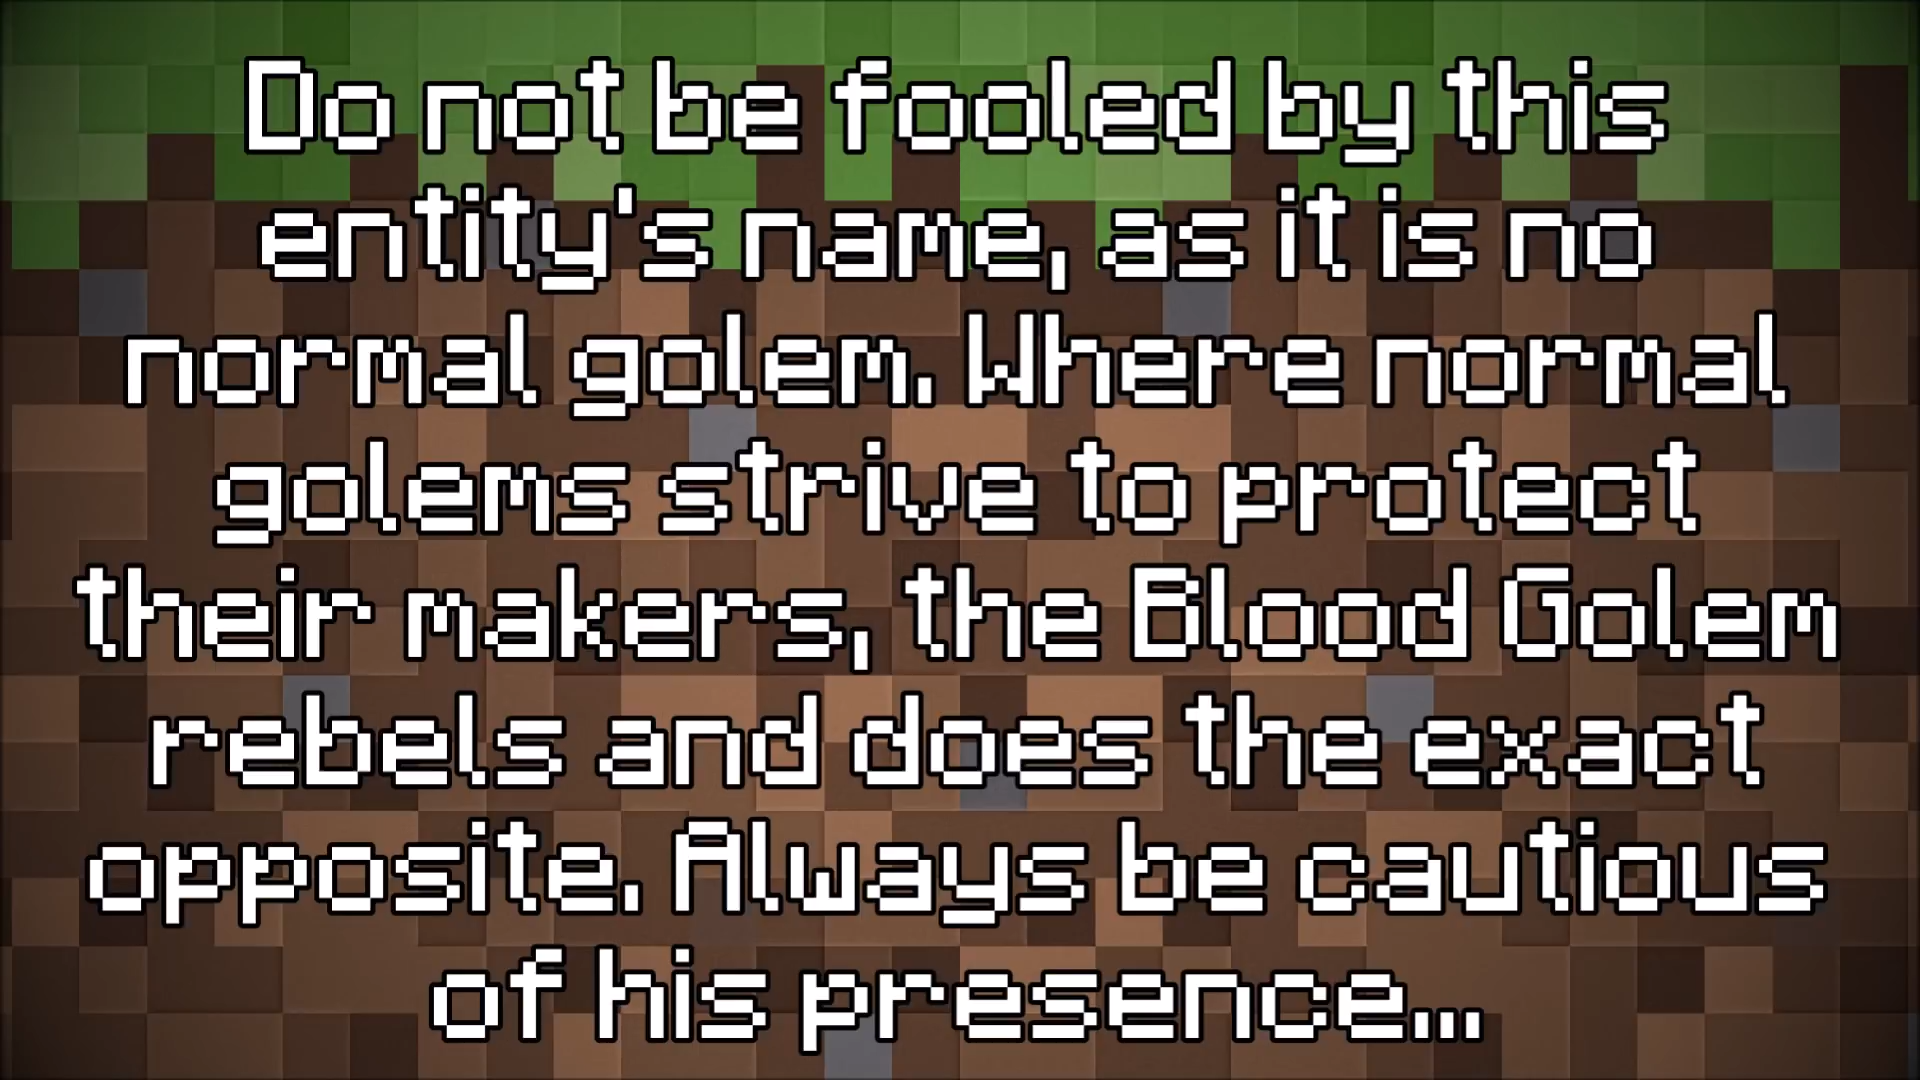 Do not be fooled by this
entity's name, as it is no
normal golem. Where normal
golems strive to protect
their makers, the Blood Golem
rebels and does the exact
opposite. Always be cautious
of his presence...